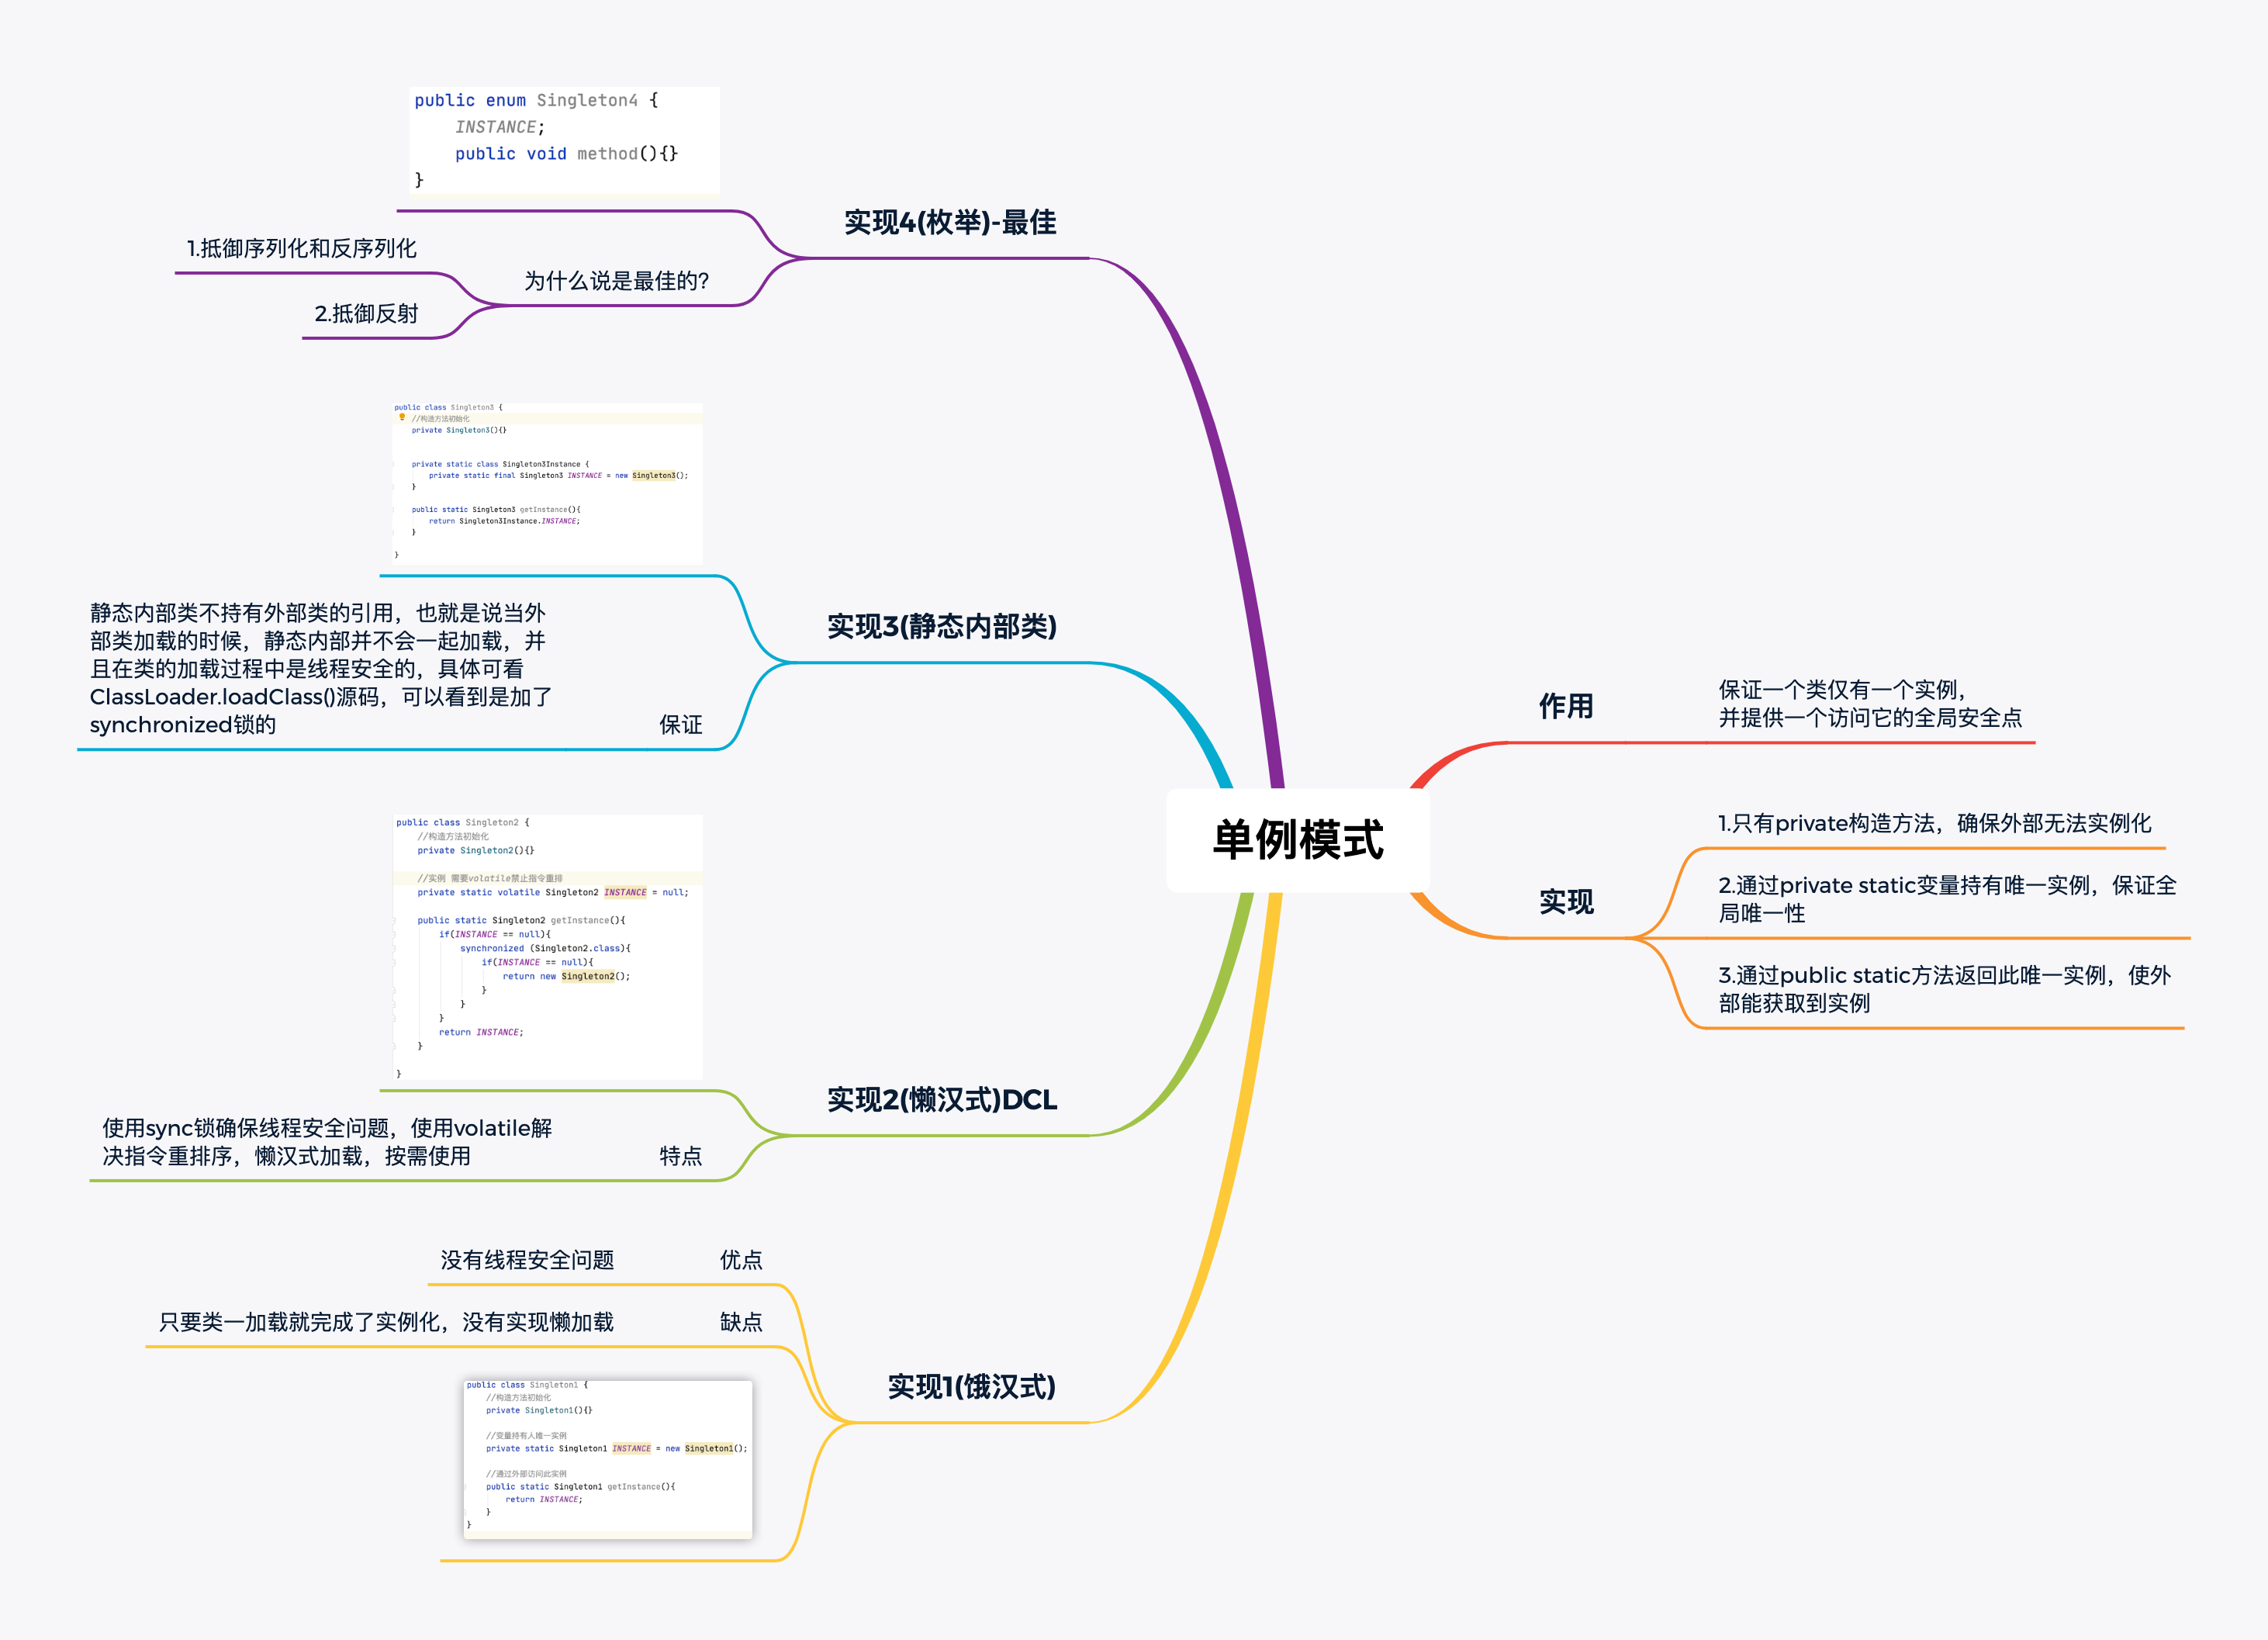 单例模式
作用
保证一个类仅有一个实例，
并提供一个访问它的全局安全点
实现
1.只有private构造方法，确保外部无法实例化
2.通过private static变量持有唯一实例，保证全
局唯一性
3.通过public static方法返回此唯一实例，使外
部能获取到实例
实现4(枚举)-最佳
public enum Singleton4 {
INSTANCE;
public void method(){}
}
为什么说是最佳的?
1.抵御序列化和反序列化
2.抵御反射
实现3(静态内部类)
public class Singleton3 {
//构造方法初始化
private Singleton3(){}
private static class Singleton3Instance {
private static final Singleton3 INSTANCE = new Singleton3();
}
public static Singleton3 getInstance(){
return Singleton3Instance.INSTANCE;
}
}
保证
静态内部类不持有外部类的引用，也就是说当外
部类加载的时候，静态内部并不会一起加载，并
且在类的加载过程中是线程安全的，具体可看
ClassLoader.loadClass()源码，可以看到是加了
synchronized锁的
实现2(懒汉式)DCL
public class Singleton2 {
//构造方法初始化
private Singleton2(){}
//实例 需要volatile禁止指令重排
private static volatile Singleton2 INSTANCE = null;
public static Singleton2 getInstance(){
if(INSTANCE == null){
synchronized (Singleton2.class){
if(INSTANCE == null){
return new Singleton2();
}
}
}
return INSTANCE;
}
}
特点
使用sync锁确保线程安全问题，使用volatile解
决指令重排序，懒汉式加载，按需使用
实现1(饿汉式)
优点
没有线程安全问题
缺点
只要类一加载就完成了实例化，没有实现懒加载
public class Singleton1 {
//构造方法初始化
private Singleton1(){}
//变量持有人唯一实例
private static Singleton1 INSTANCE = new Singleton1();
//通过外部访问此实例
public static Singleton1 getInstance(){
return INSTANCE;
}
}